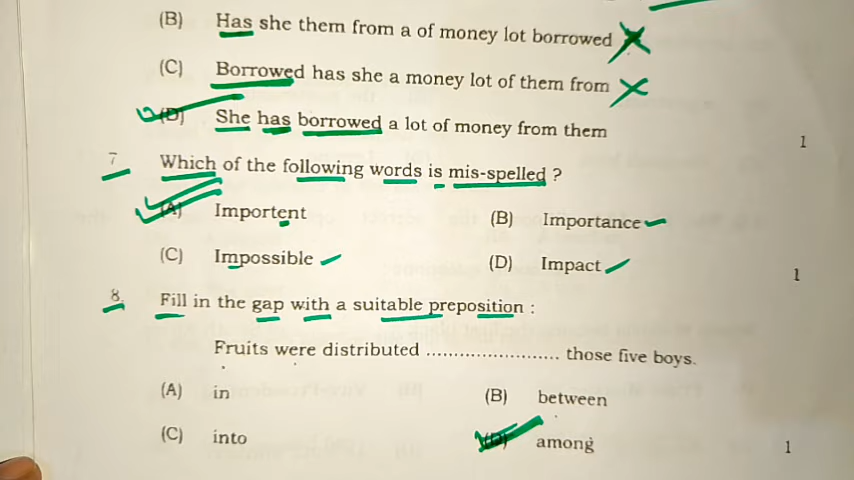 (B) Has she them from a of money lot borrowed
(C) Borrowed has she a money lot of them from
(D) She has borrowed a lot of money from them
1
7 Which of the following words is mis-spelled ?
(A) Importent (B) Importance
(C) Impossible (D) Impact
1
8. Fill in the gap with a suitable preposition :
Fruits were distributed ........................ those five boys.
(A) in (B) between
(C) into (D) among
1